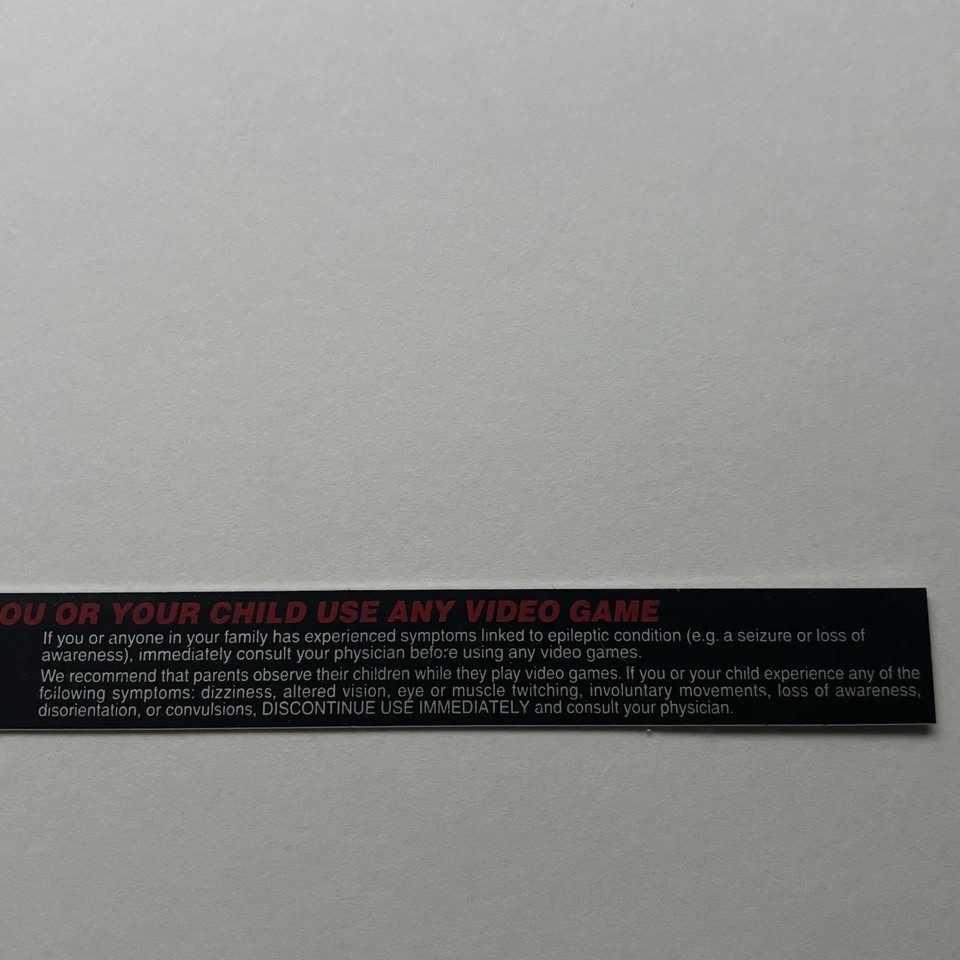 OU OR YOUR CHILD USE ANY VIDEO GAME
If you or anyone in your family has experienced symptoms linked to epileptic condition (e.g. a seizure or loss of
awareness), immediately consult your physician before using any video games.
We recommend that parents observe their children while they play video games. If you or your child experience any of the
following symptoms: dizziness, altered vision, eye or muscle twitching, involuntary movements, loss of awareness,
disorientation, or convulsions, DISCONTINUE USE IMMEDIATELY and consult your physician.